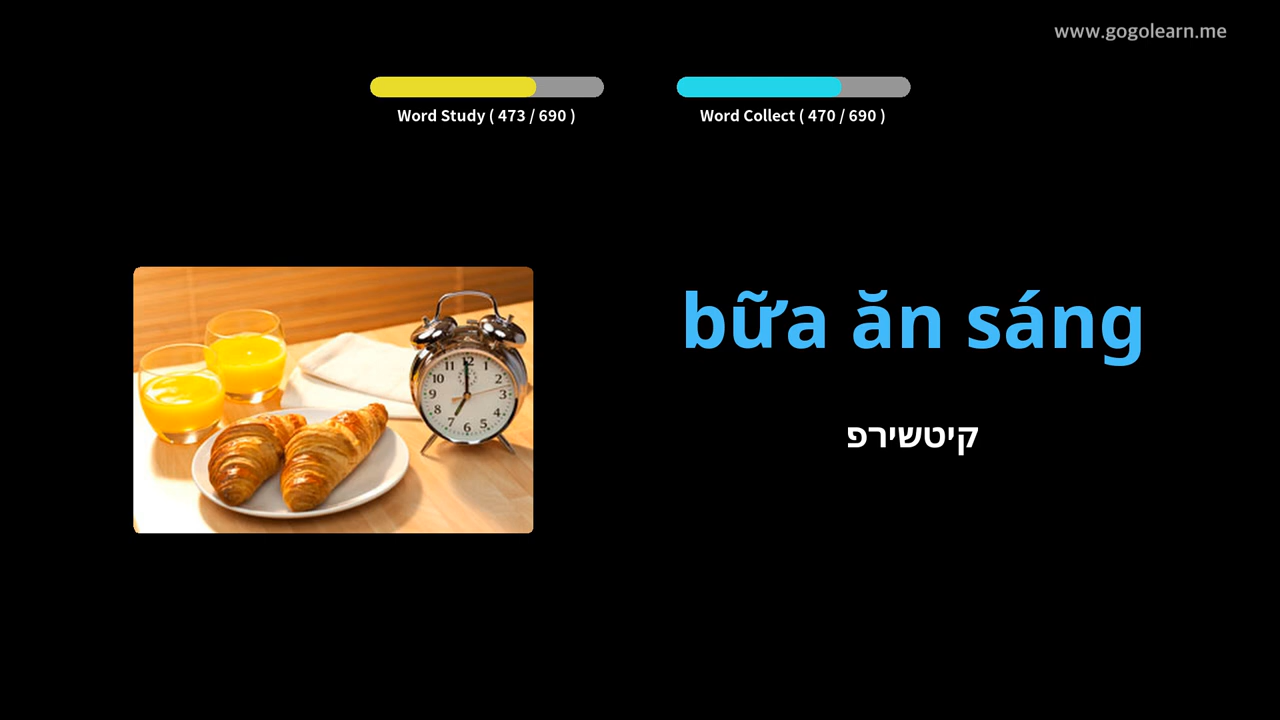 www.gogolearn.me
Word Study ( 473 / 690 )
Word Collect ( 470 / 690 )
bữa ăn sáng
קיטשירפ